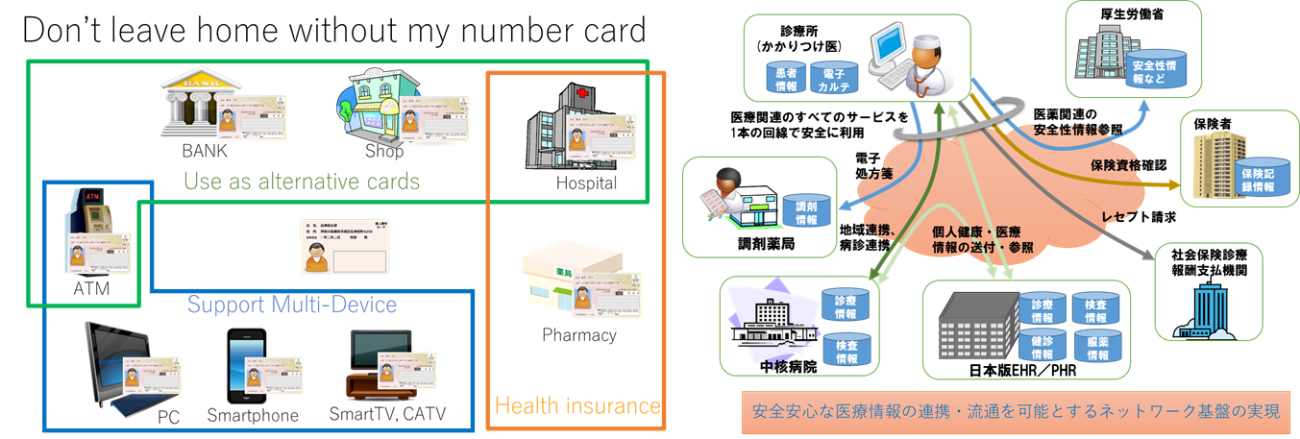 Don't leave home without my number card
BANK
BANK
Shop
Hospital
Use as alternative cards
ATM
ATM
Support Multi-Device
薬局
Pharmacy
PC
Smartphone
SmartTV, CATV
Health insurance
診療所
(かかりつけ医)
患者
情報
電子
カルテ
厚生労働省
安全性情
報など
医療関連のすべてのサービスを
1本の回線で安全に利用
医薬関連の
安全性情報参照
保険者
保険記
録情報
電子
処方箋
保険資格確認
調剤
情報
調剤薬局
レセプト請求
地域連携、
病診連携
個人健康・医療
情報の送付・参照
社会保険診療
報酬支払機関
診療
情報
検査
情報
中核病院
診療
情報
検査
情報
健診
情報
服薬
情報
日本版EHR/PHR
安全安心な医療情報の連携・流通を可能とするネットワーク基盤の実現